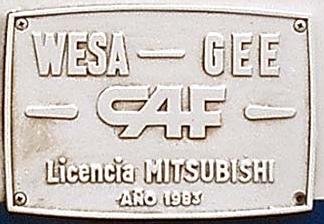 WESA — GEE
— CAF —
Licencia MITSUBISHI
AÑO 1983